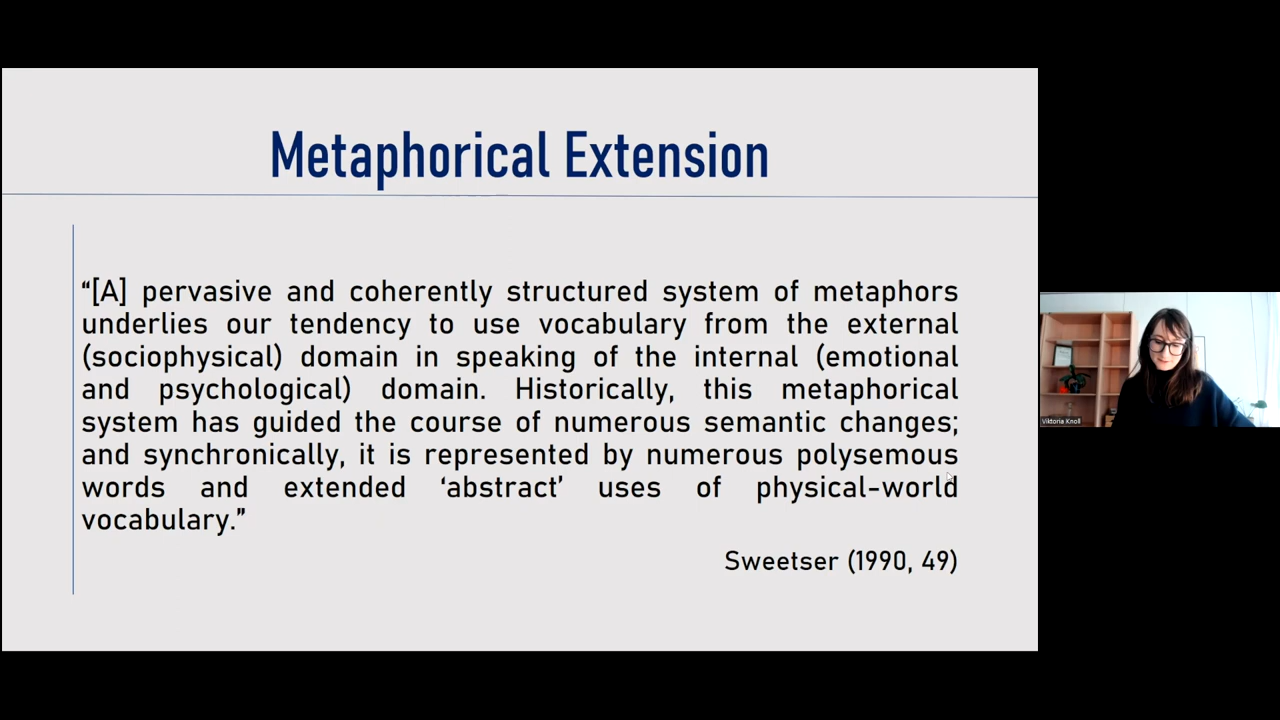 Metaphorical Extension
“[A] pervasive and coherently structured system of metaphors
underlies our tendency to use vocabulary from the external
(sociophysical) domain in speaking of the internal (emotional
and psychological) domain. Historically, this metaphorical
system has guided the course of numerous semantic changes;
and synchronically, it is represented by numerous polysemous
words and extended ‘abstract’ uses of physical-world
vocabulary.”
Sweetser (1990, 49)
Viktoria Knoll